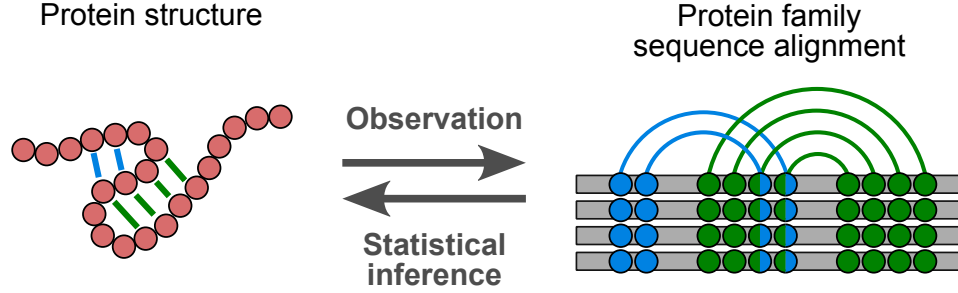 Protein structure
Protein family
sequence alignment
Observation
Statistical
inference